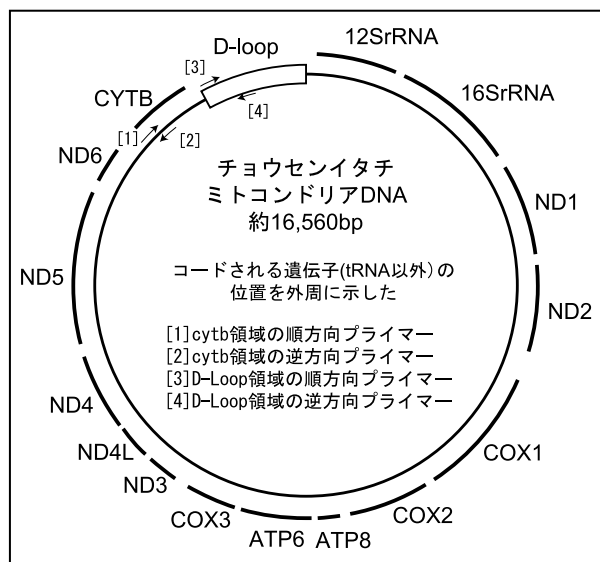 D-loop
12SrRNA
[3]
16SrRNA
CYTB
[4]
[1]
[2]
ND6
チョウセンイタチ
ミトコンドリアDNA
約16,560bp
ND1
コードされる遺伝子(tRNA以外)の
位置を外周に示した
ND5
ND2
[1]cytb領域の順方向プライマー
[2]cytb領域の逆方向プライマー
[3]D-Loop領域の順方向プライマー
[4]D-Loop領域の逆方向プライマー
ND4
ND4L
COX1
ND3
COX3
COX2
ATP6
ATP8